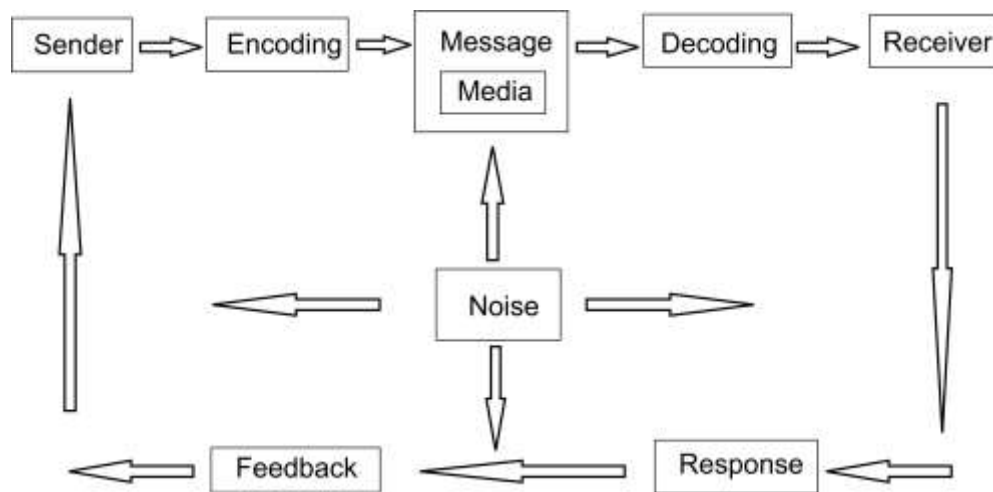 Sender
Encoding
Message
Media
Decoding
Receiver
Noise
Feedback
Response